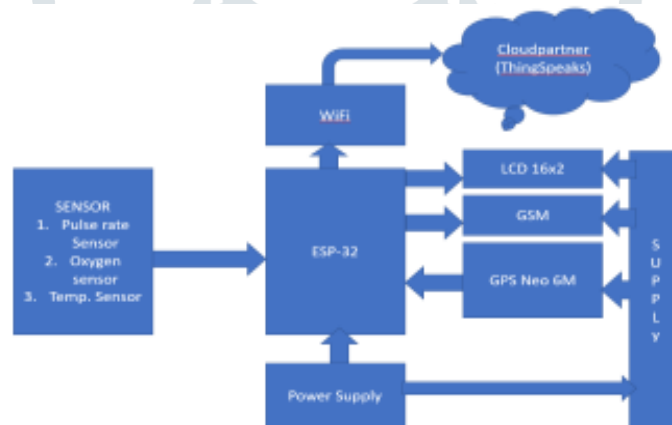 Cloudpartner
(ThingSpeaks)
WiFi
LCD 16x2
SENSOR
1. Pulse rate
Sensor
2. Oxygen
sensor
3. Temp. Sensor
ESP-32
GSM
GPS Neo 6M
S
U
P
P
L
y
Power Supply